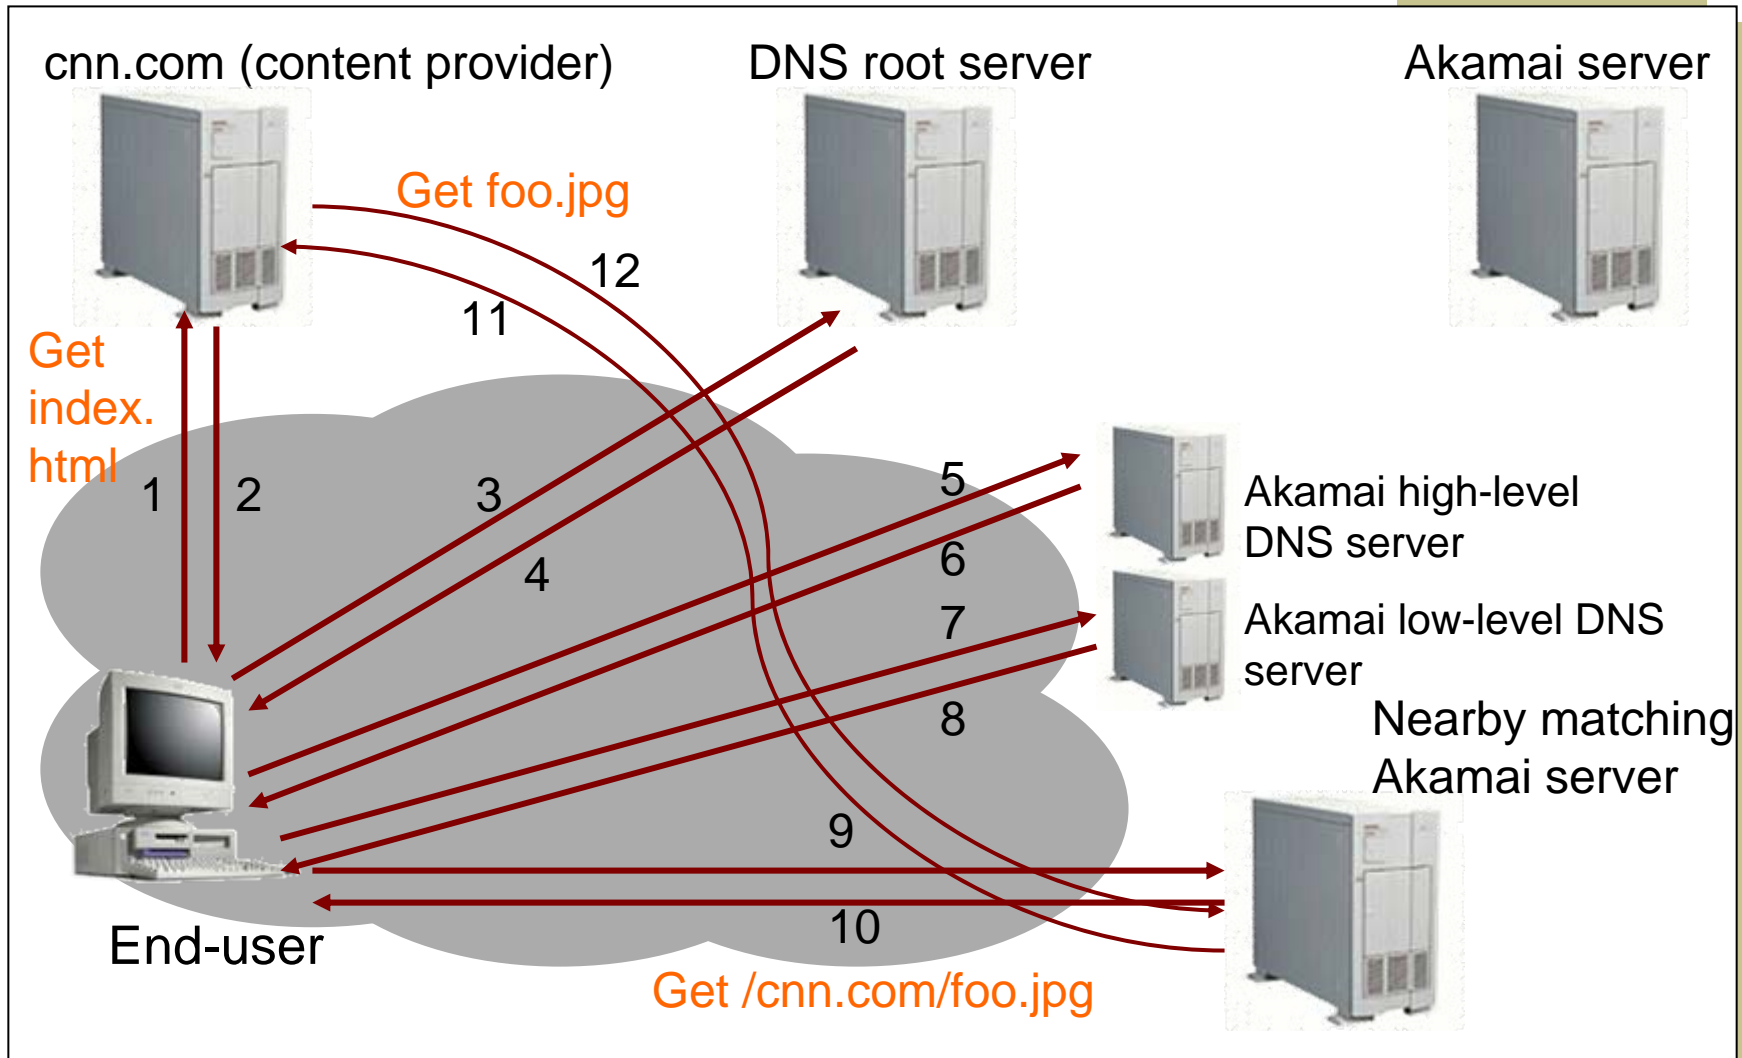 cnn.com (content provider)
DNS root server
Akamai server
Get foo.jpg
12
11
Get
index.
html
1
2
3
4
5
6
7
8
Akamai high-level
DNS server
Akamai low-level DNS
server
Nearby matching
Akamai server
9
10
End-user
Get /cnn.com/foo.jpg